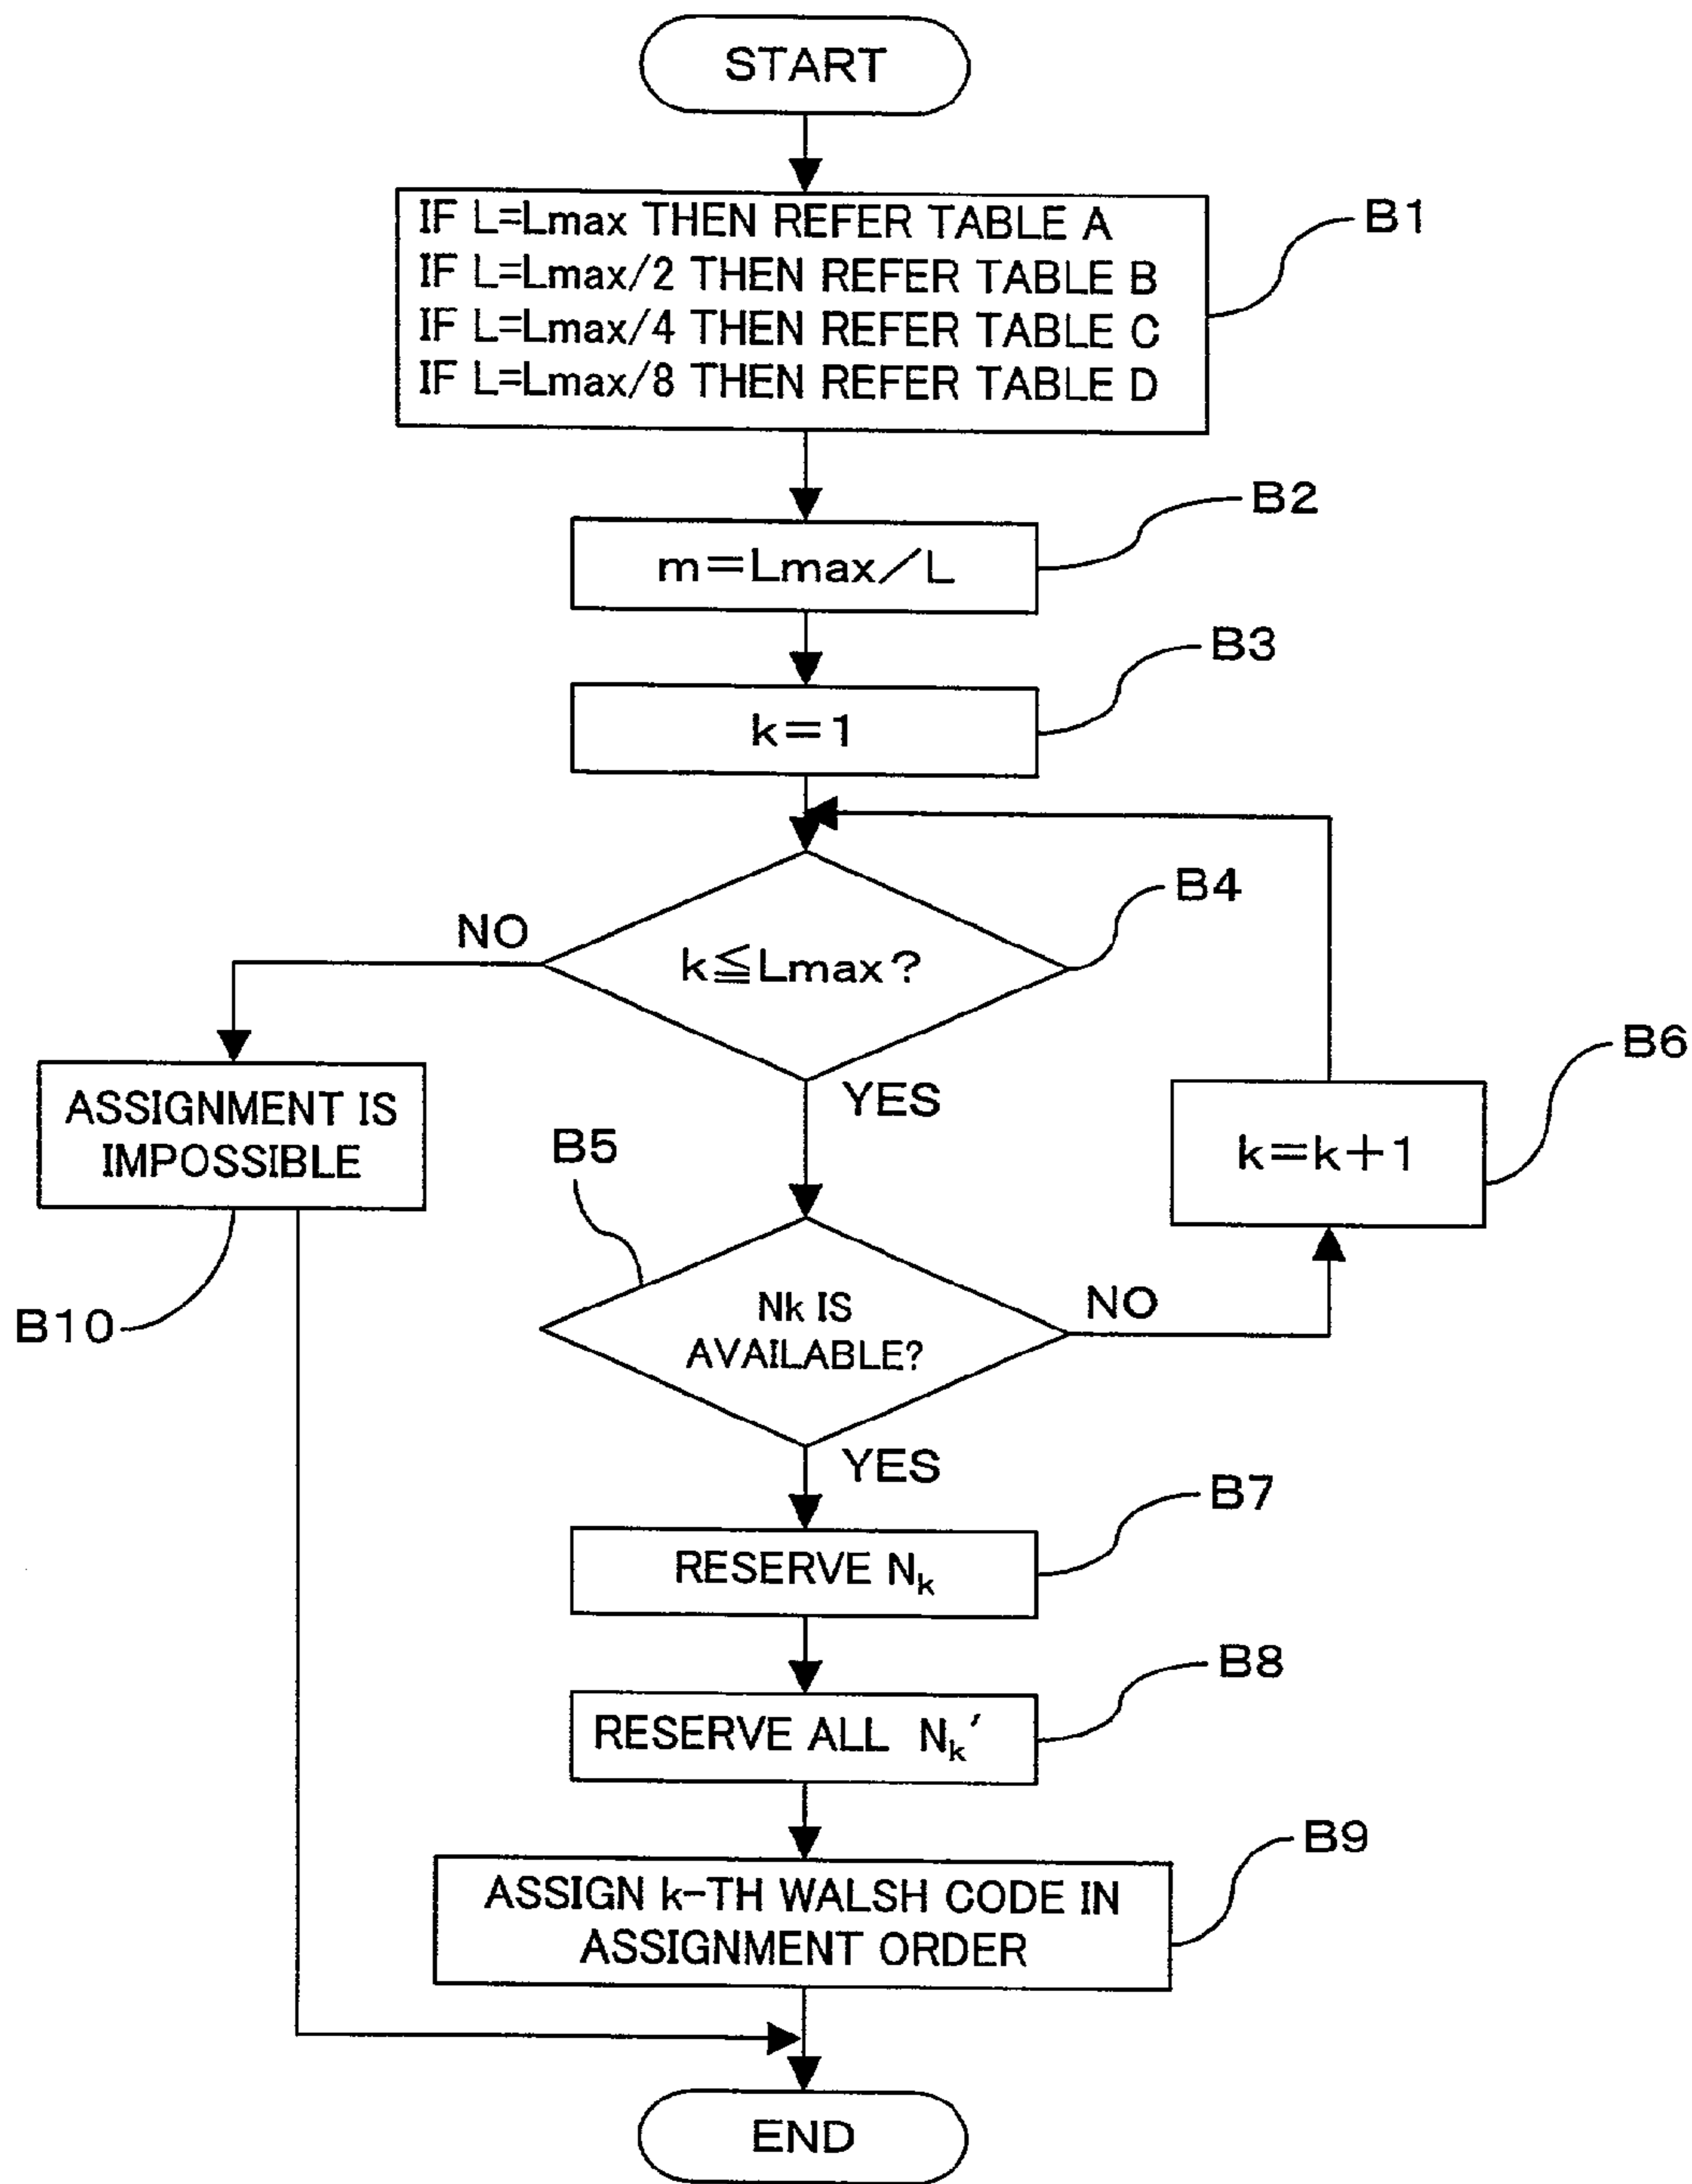 START
IF L=Lmax THEN REFER TABLE A
IF L=Lmax/2 THEN REFER TABLE B
IF L=Lmax/4 THEN REFER TABLE C
IF L=Lmax/8 THEN REFER TABLE D
B1
m=Lmax/L
B2
k=1
B3
k≦Lmax?
B4
NO
YES
ASSIGNMENT IS
IMPOSSIBLE
B10
k=k+1
B6
B5
Nk IS
AVAILABLE?
NO
YES
RESERVE Nk
B7
RESERVE ALL Nk'
B8
ASSIGN k-TH WALSH CODE IN
ASSIGNMENT ORDER
B9
END